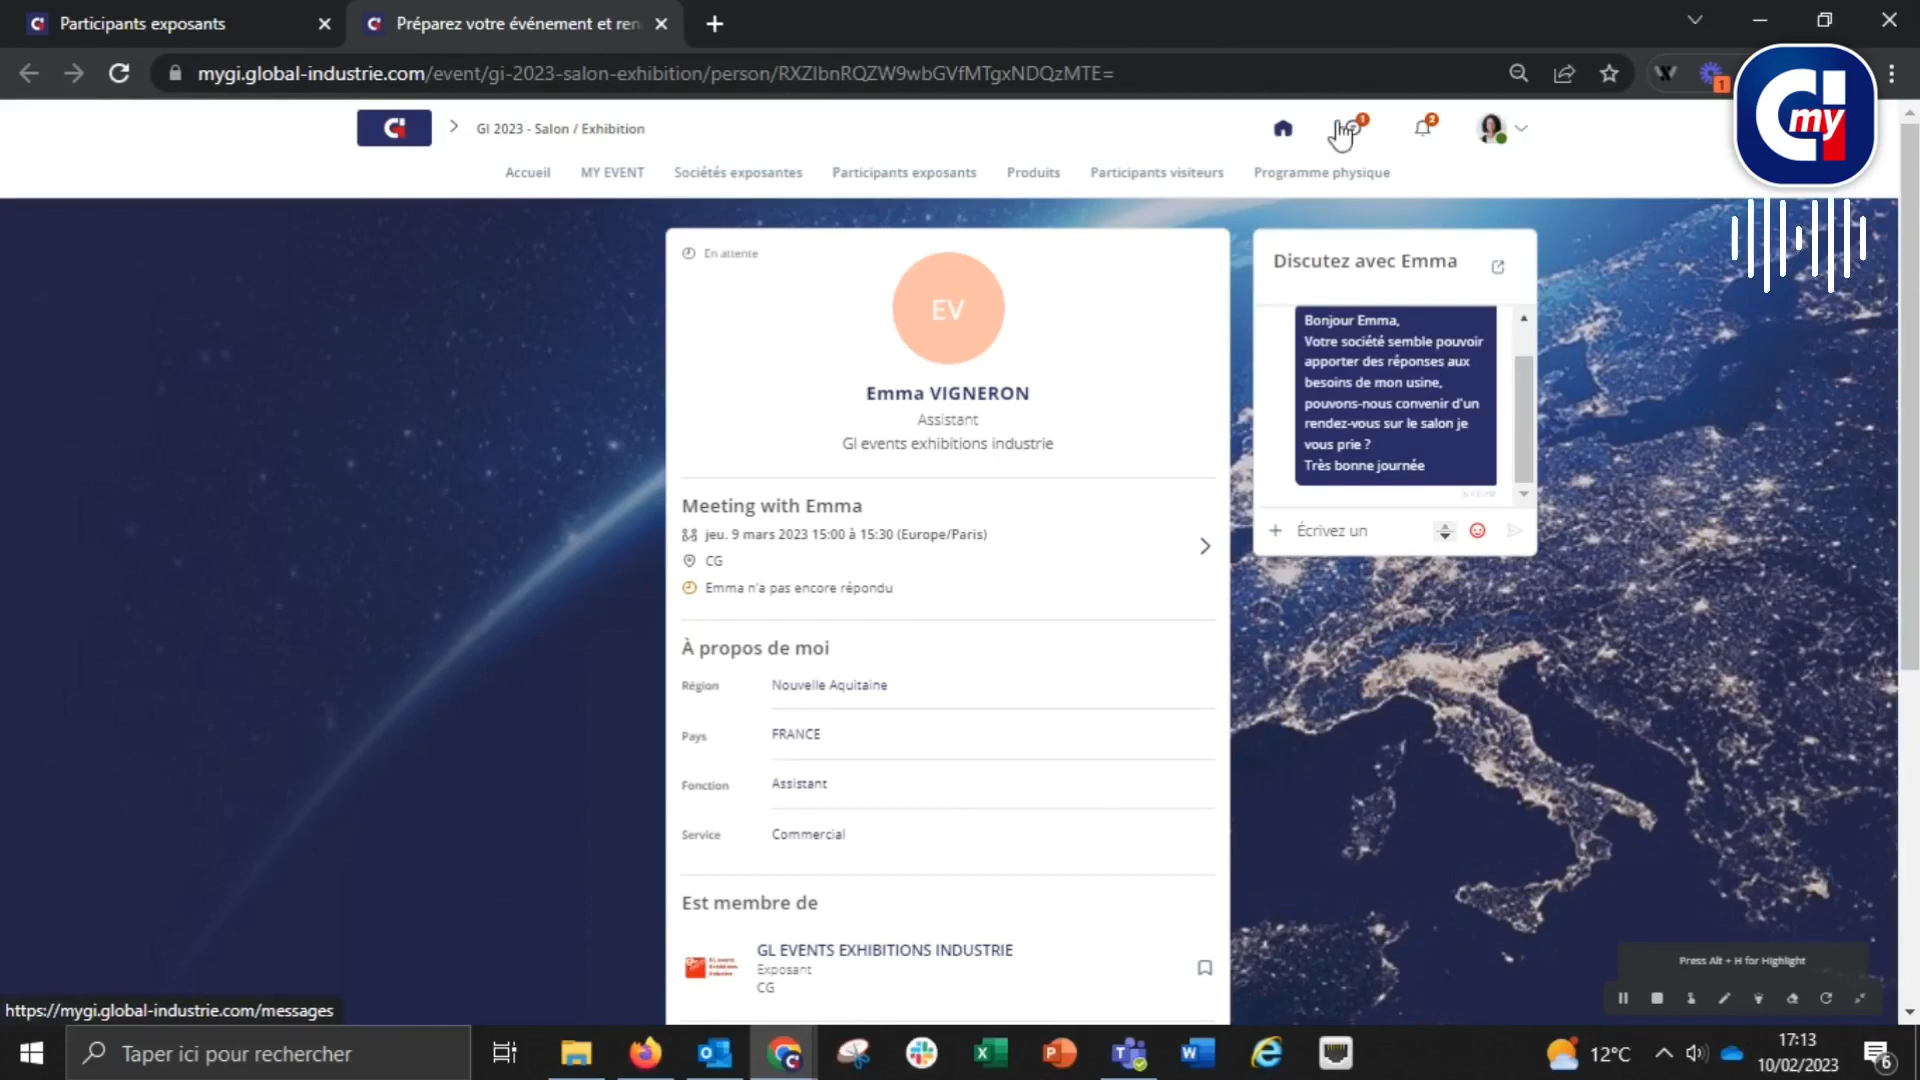 Participants exposants
Préparez votre événement et ren
mygi.global-industrie.com/event/gi-2023-salon-exhibition/person/RXZlbnRQZW9wbGVfMTgxNDQzMTE=
1
my
GI 2023 - Salon / Exhibition
1
2
Accueil
MY EVENT
Sociétés exposantes
Participants exposants
Produits
Participants visiteurs
Programme physique
En attente
EV
Emma VIGNERON
Assistant
Gl events exhibitions industrie
Meeting with Emma
jeu. 9 mars 2023 15:00 à 15:30 (Europe/Paris)
CG
Emma n'a pas encore répondu
À propos de moi
Région
Nouvelle Aquitaine
Pays
FRANCE
Fonction
Assistant
Service
Commercial
Est membre de
GL EVENTS EXHIBITIONS INDUSTRIE
Exposant
CG
Discutez avec Emma
Bonjour Emma,
Votre société semble pouvoir
apporter des réponses aux
besoins de mon usine,
pouvons-nous convenir d'un
rendez-vous sur le salon je
vous prie ?
Très bonne journée
Écrivez un
Press Alt + H for Highlight
https://mygi.global-industrie.com/messages
Taper ici pour rechercher
12°C
17:13
10/02/2023
6